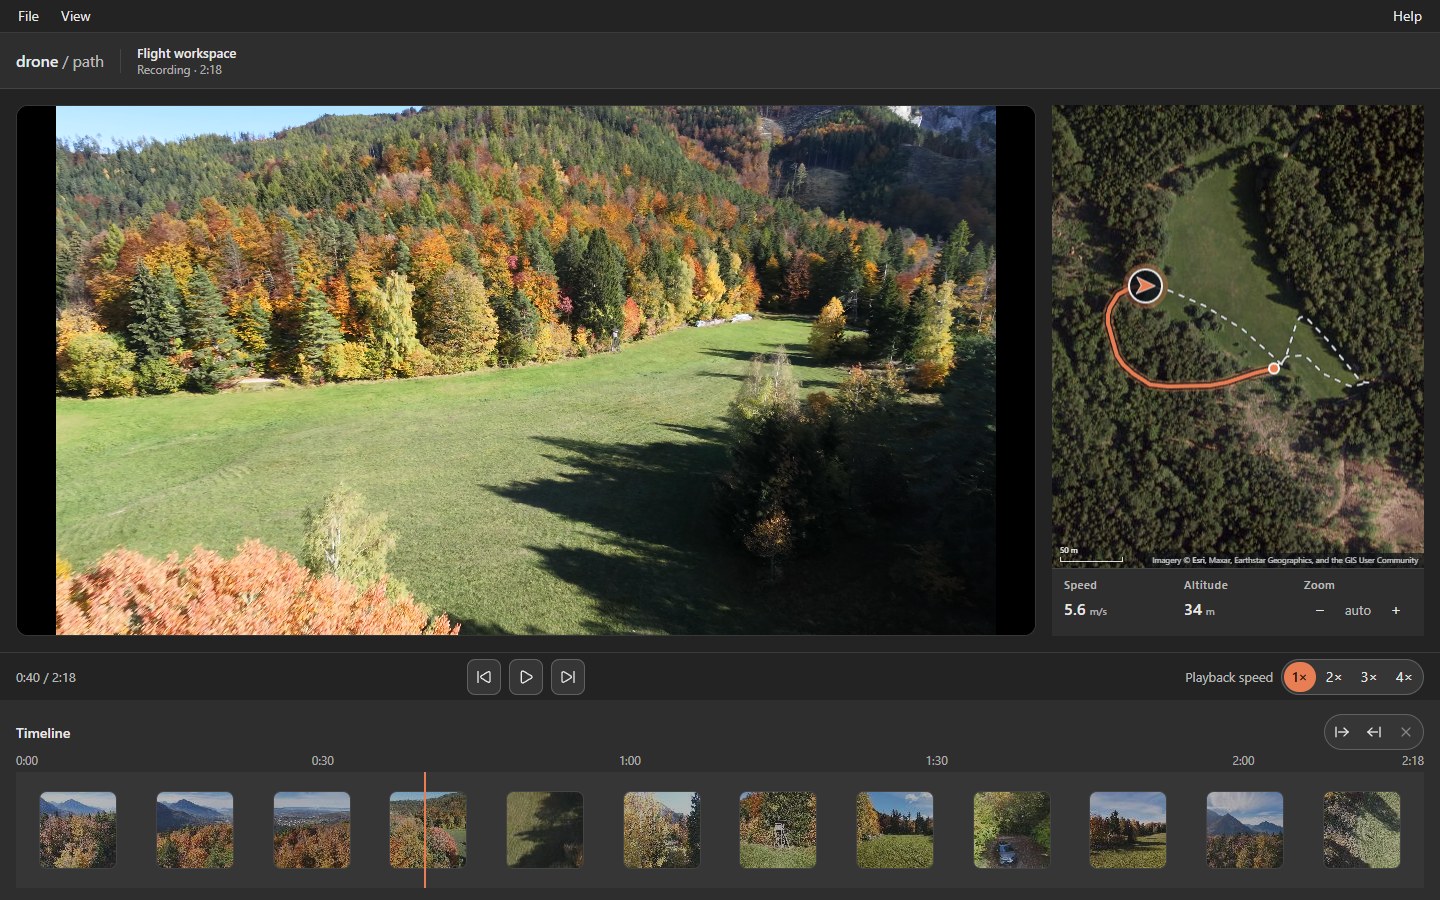 File View Help
drone / path
Flight workspace
Recording · 2:18
50 m
Imagery © Esri, Maxar, Earthstar Geographics, and the GIS User Community
Speed Altitude Zoom
5.6 m/s 34 m − auto +
0:40 / 2:18
Playback speed 1× 2× 3× 4×
Timeline
0:00 0:30 1:00 1:30 2:00 2:18